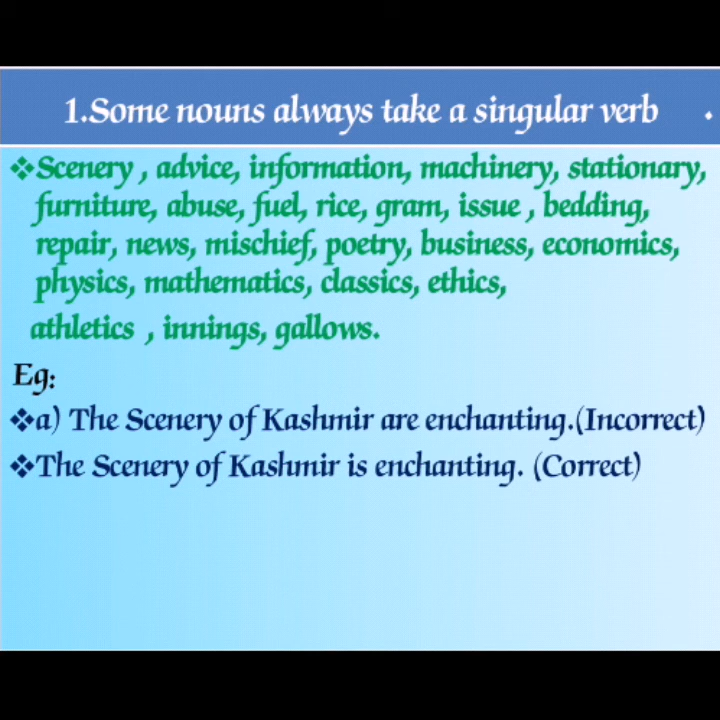 1.Some nouns always take a singular verb .
❖Scenery , advice, information, machinery, stationary,
furniture, abuse, fuel, rice, gram, issue , bedding,
repair, news, mischief, poetry, business, economics,
physics, mathematics, classics, ethics,
athletics , innings, gallows.
Eg:
❖a) The Scenery of Kashmir are enchanting.(Incorrect)
❖The Scenery of Kashmir is enchanting. (Correct)